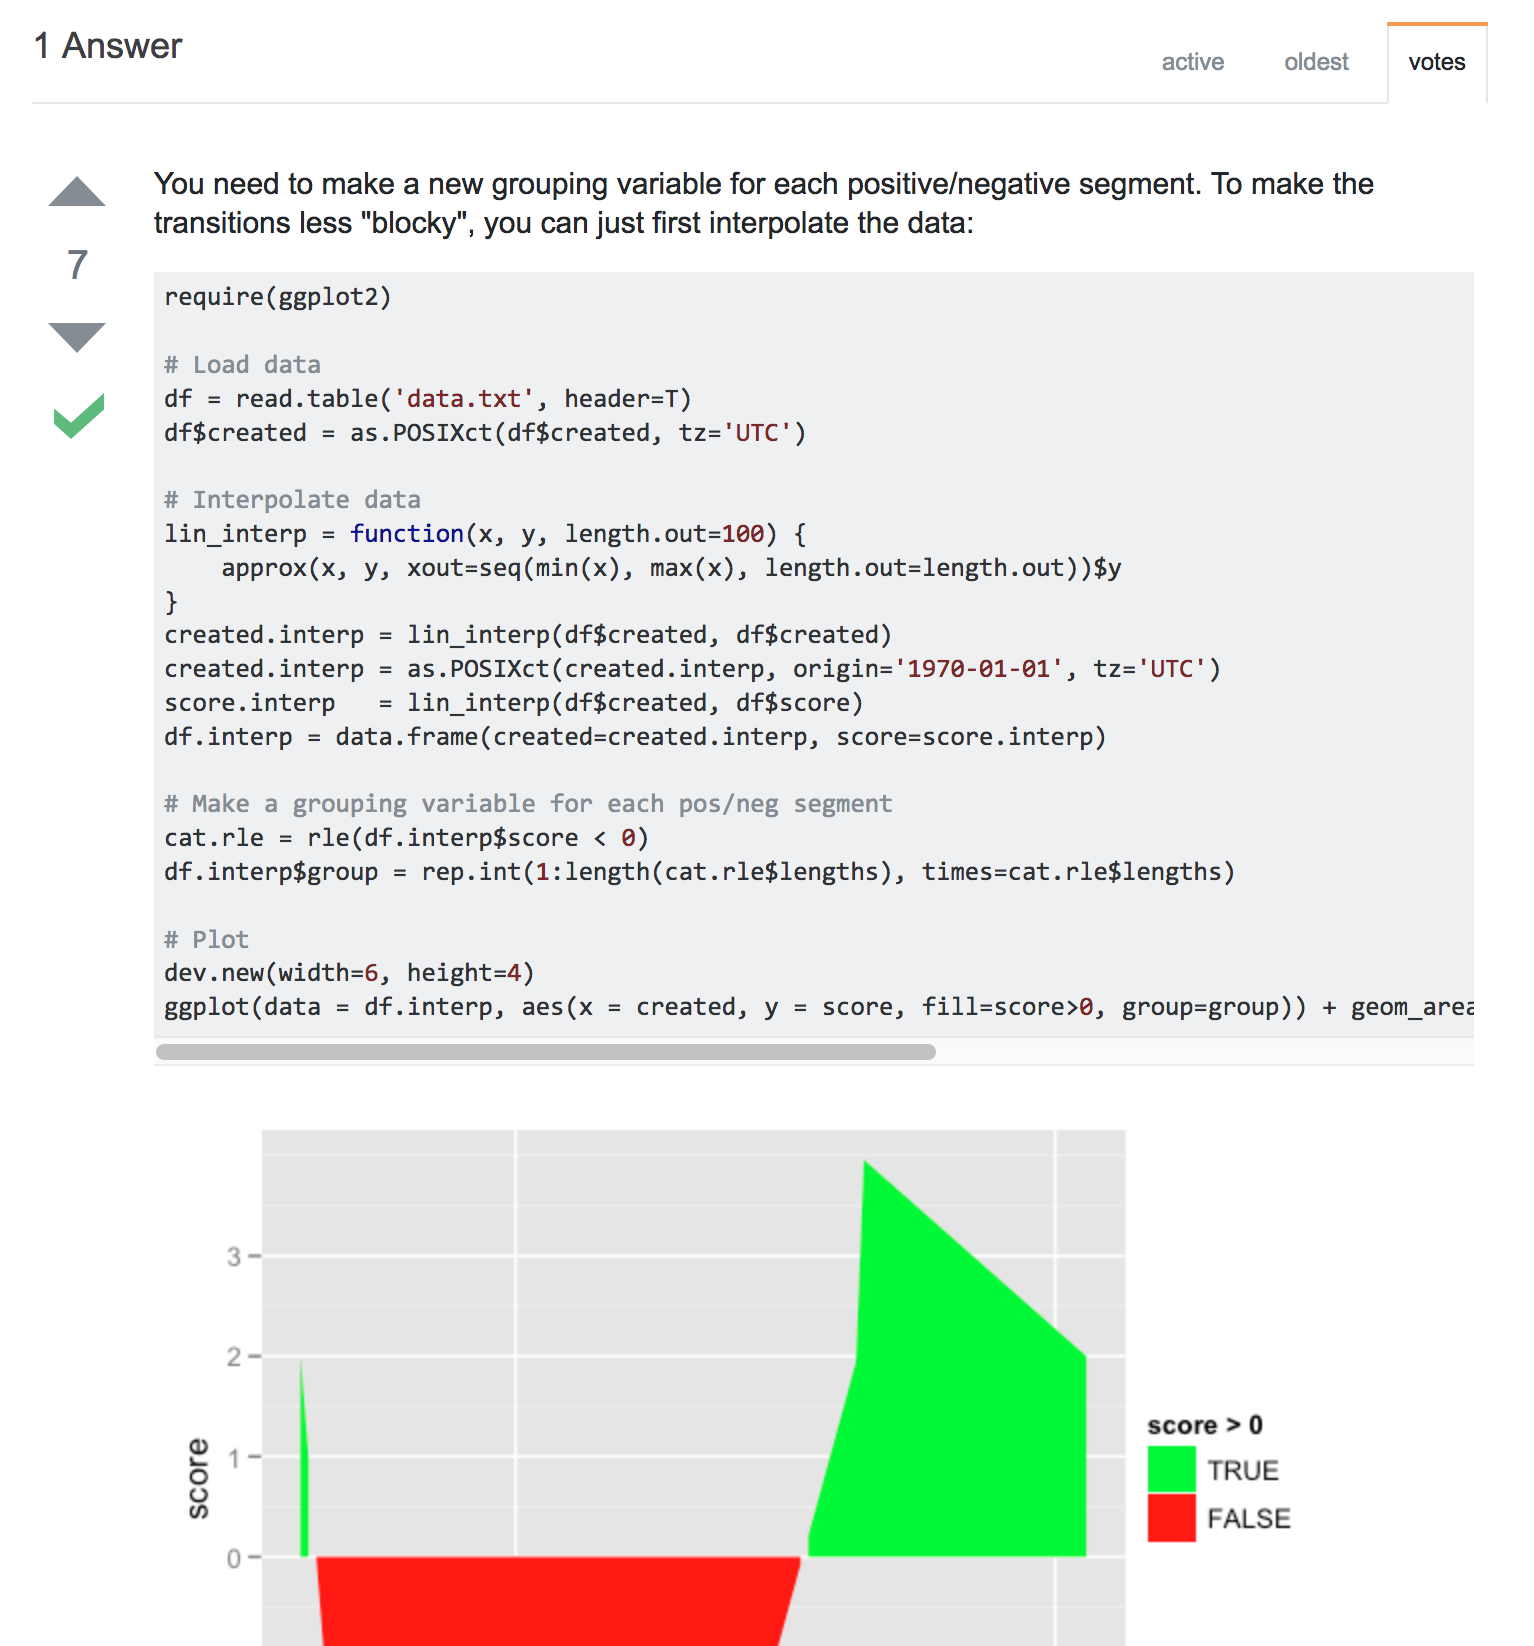 1 Answer
active oldest votes
You need to make a new grouping variable for each positive/negative segment. To make the
transitions less "blocky", you can just first interpolate the data:
7
require(ggplot2)
# Load data
df = read.table('data.txt', header=T)
df$created = as.POSIXct(df$created, tz='UTC')
# Interpolate data
lin_interp = function(x, y, length.out=100) {
    approx(x, y, xout=seq(min(x), max(x), length.out=length.out))$y
}
created.interp = lin_interp(df$created, df$created)
created.interp = as.POSIXct(created.interp, origin='1970-01-01', tz='UTC')
score.interp   = lin_interp(df$created, df$score)
df.interp = data.frame(created=created.interp, score=score.interp)
# Make a grouping variable for each pos/neg segment
cat.rle = rle(df.interp$score < 0)
df.interp$group = rep.int(1:length(cat.rle$lengths), times=cat.rle$lengths)
# Plot
dev.new(width=6, height=4)
ggplot(data = df.interp, aes(x = created, y = score, fill=score>0, group=group)) + geom_area
3
2
1
0
score
score > 0
TRUE
FALSE